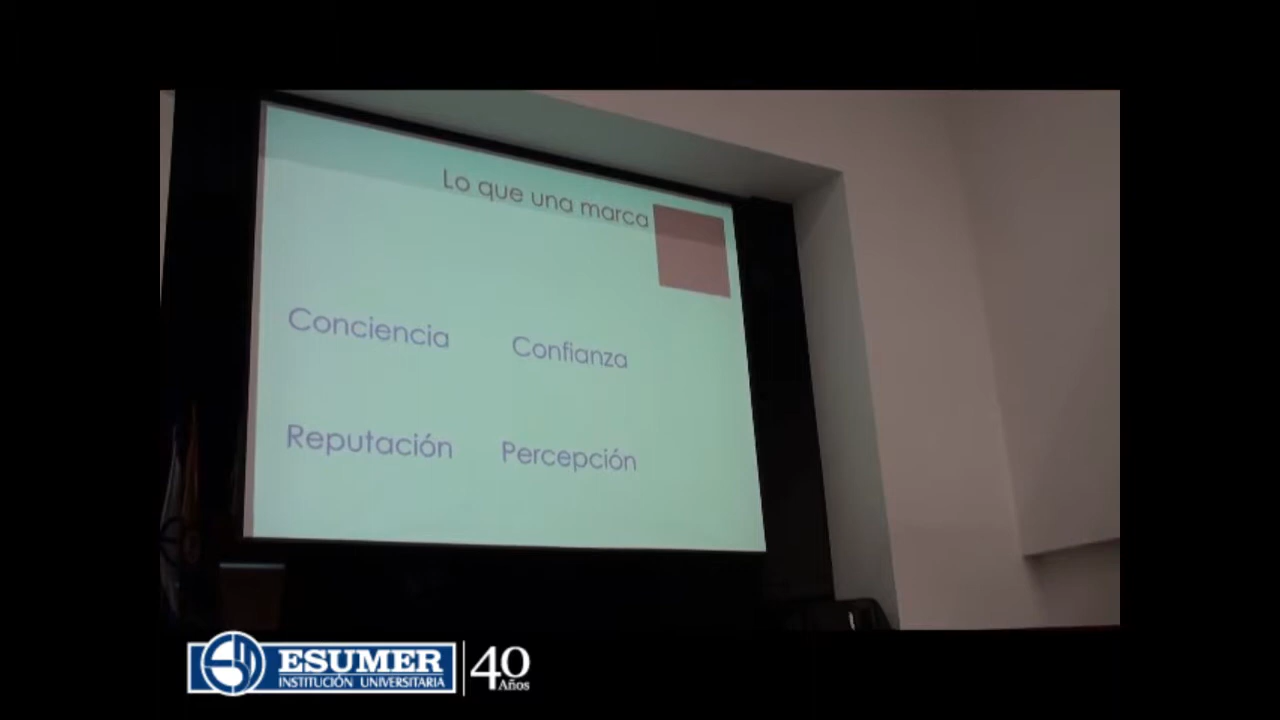 Lo que una marca
Conciencia Confianza
Reputación Percepción
ESUMER
INSTITUCIÓN UNIVERSITARIA
40
Años